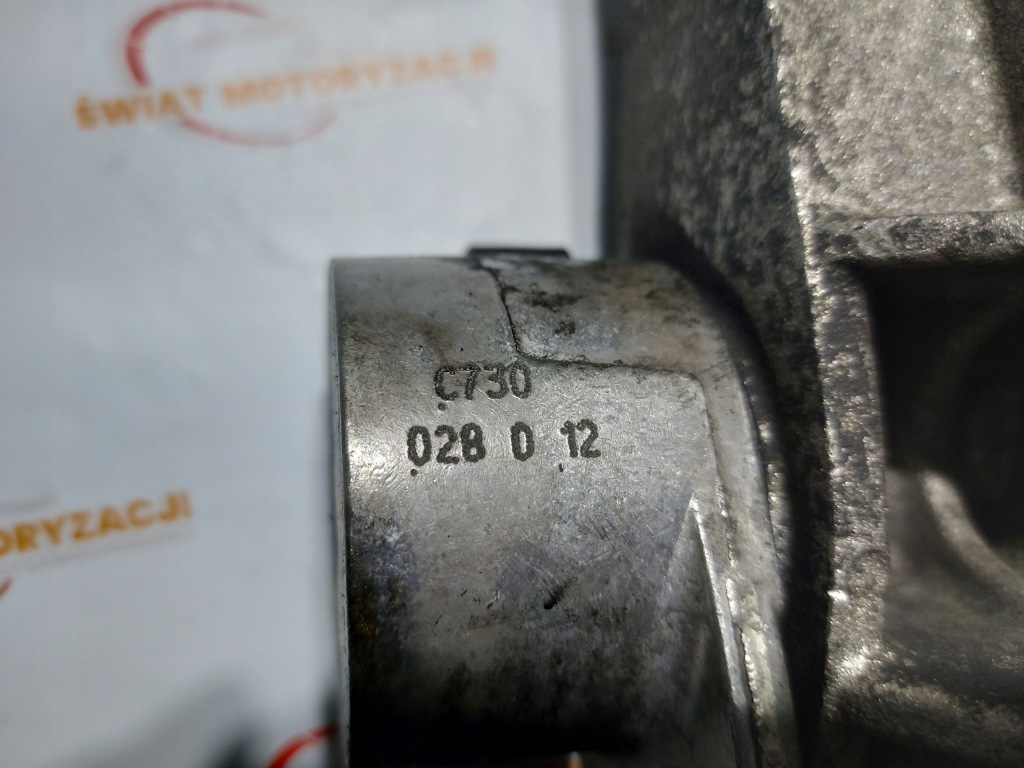 ŚWIAT MOTORYZACJI
C730
028 0 12
ORYZACJI